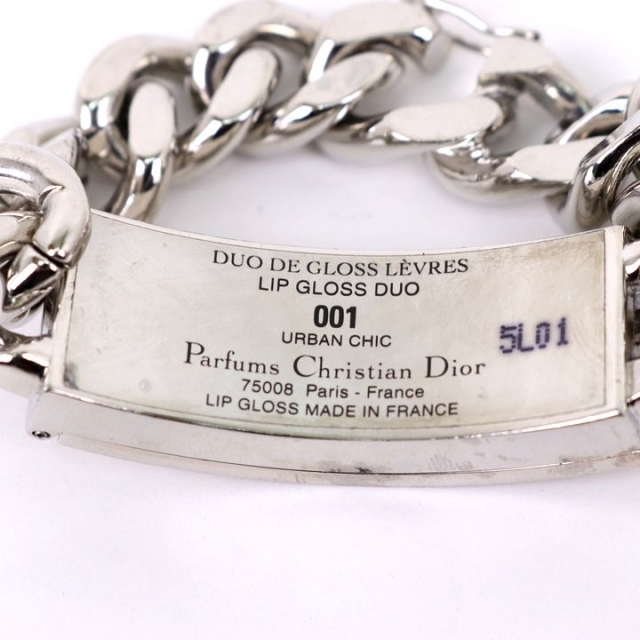 DUO DE GLOSS LÈVRES
LIP GLOSS DUO
001
URBAN CHIC
5L01
Parfums Christian Dior
75008 Paris - France
LIP GLOSS MADE IN FRANCE